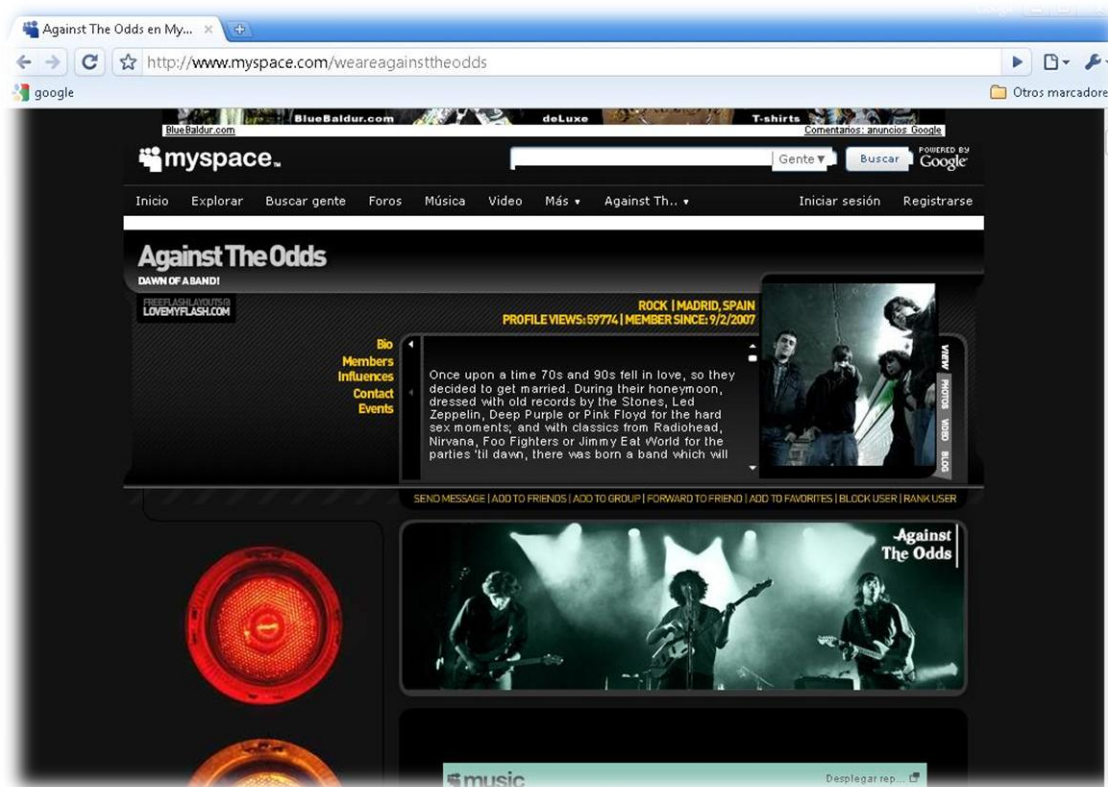 Against The Odds en My...
http://www.myspace.com/weareagainsttheodds
google
Otros marcadore
BlueBaldur.com
deLuxe
T-shirts
BlueBaldur.com
Comentarios: anuncios Google
myspace.
Gente ▼
Buscar
POWERED BY
Google
Inicio Explorar Buscar gente Foros Música Video Más ▾ Against Th.. ▾ Iniciar sesión Registrarse
Against The Odds
DAWN OF A BAND!
FREEFLASHLAYOUTS@
LOVEMYFLASH.COM
ROCK | MADRID, SPAIN
PROFILE VIEWS: 59774 | MEMBER SINCE: 9/2/2007
Bio
Members
Influences
Contact
Events
Once upon a time 70s and 90s fell in love, so they
decided to get married. During their honeymoon,
dressed with old records by the Stones, Led
Zeppelin, Deep Purple or Pink Floyd for the hard
sex moments; and with classics from Radiohead,
Nirvana, Foo Fighters or Jimmy Eat World for the
parties 'til dawn, there was born a band which will
VIEW
PHOTOS
VIDEO
BLOG
SEND MESSAGE | ADD TO FRIENDS | ADD TO GROUP | FORWARD TO FRIEND | ADD TO FAVORITES | BLOCK USER | RANK USER
Against
The Odds
music
Desplegar rep...